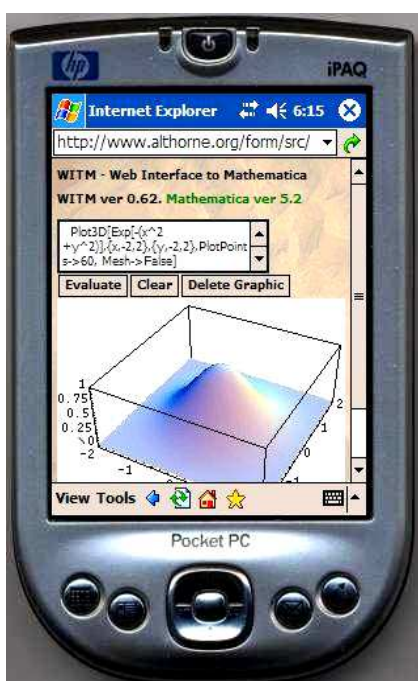 hp
iPAQ
Internet Explorer 6:15
http://www.althorne.org/form/src/
WITM - Web Interface to Mathematica
WITM ver 0.62. Mathematica ver 5.2
Plot3D[Exp[-(x^2
+y^2)],{x,-2,2},{y,-2,2},PlotPoint
s->60, Mesh->False]
Evaluate Clear Delete Graphic
1
0.75
0.5
0.25
0
-2
-1
2
1
0
View Tools
Pocket PC